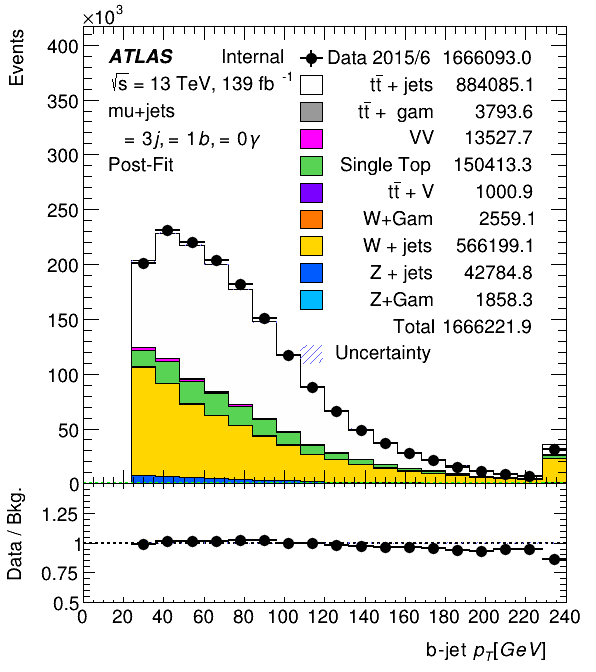 ×10³
Events
400
350
300
250
200
150
100
50
0
ATLAS Internal
√s = 13 TeV, 139 fb⁻¹
mu+jets
= 3j, = 1b, = 0γ
Post-Fit
Data 2015/6 1666093.0
tt̄ + jets 884085.1
tt̄ + gam 3793.6
VV 13527.7
Single Top 150413.3
tt̄ + V 1000.9
W+Gam 2559.1
W + jets 566199.1
Z + jets 42784.8
Z+Gam 1858.3
Total 1666221.9
Uncertainty
Data / Bkg.
1.25
1
0.75
0.5
0 20 40 60 80 100 120 140 160 180 200 220 240
b-jet p_T[GeV]